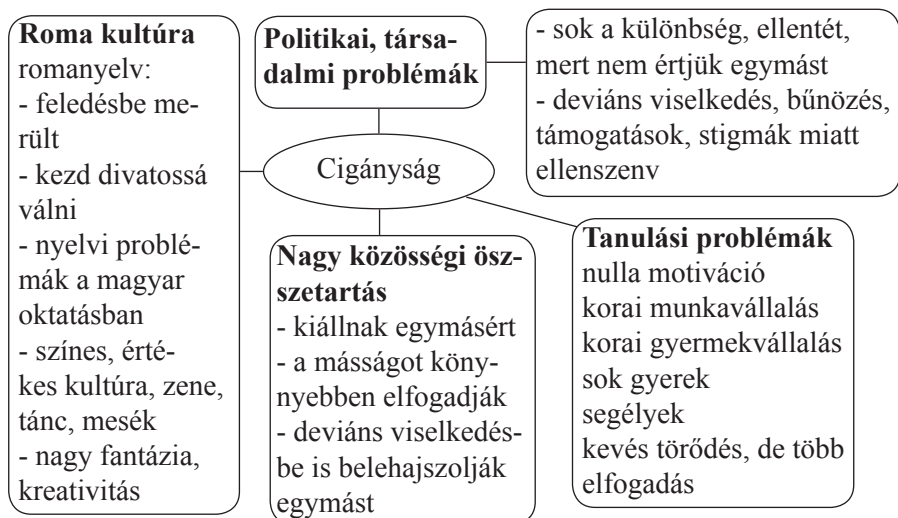 Roma kultúra
romanyelv:
- feledésbe me-
rült
- kezd divatossá
válni
- nyelvi problé-
mák a magyar
oktatásban
- színes, érté-
kes kultúra, zene,
tánc, mesék
- nagy fantázia,
kreativitás
Politikai, társa-
dalmi problémák
- sok a különbség, ellentét,
mert nem értjük egymást
- deviáns viselkedés, bűnözés,
támogatások, stigmák miatt
ellenszenv
Cigányság
Nagy közösségi ösz-
szetartás
- kiállnak egymásért
- a másságot köny-
nyebben elfogadják
- deviáns viselkedés-
be is belehajszolják
egymást
Tanulási problémák
nulla motiváció
korai munkavállalás
korai gyermekvállalás
sok gyerek
segélyek
kevés törődés, de több
elfogadás